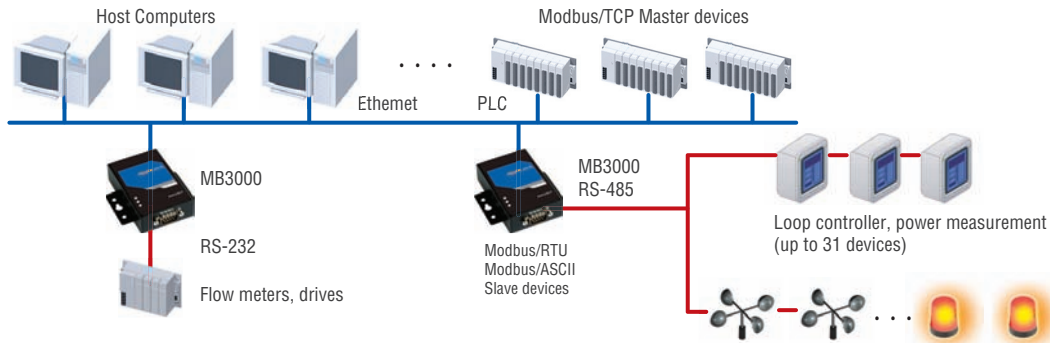 Host Computers
Modbus/TCP Master devices
Ethemet
PLC
MB3000
MB3000
RS-485
RS-232
Loop controller, power measurement
(up to 31 devices)
Modbus/RTU
Modbus/ASCII
Slave devices
Flow meters, drives